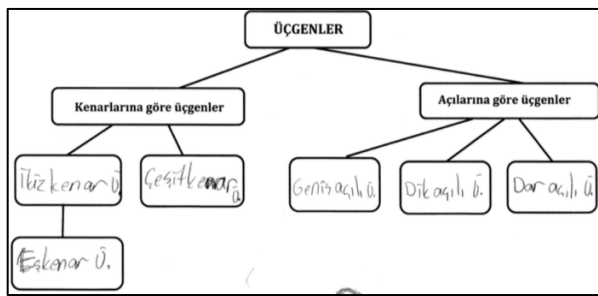 ÜÇGENLER
Kenarlarına göre üçgenler
Açılarına göre üçgenler
İkizkenar Ü.
Çeşitkenar
Ü.
Geniş açılı Ü.
Dik açılı Ü.
Dar açılı Ü.
Eşkenar Ü.